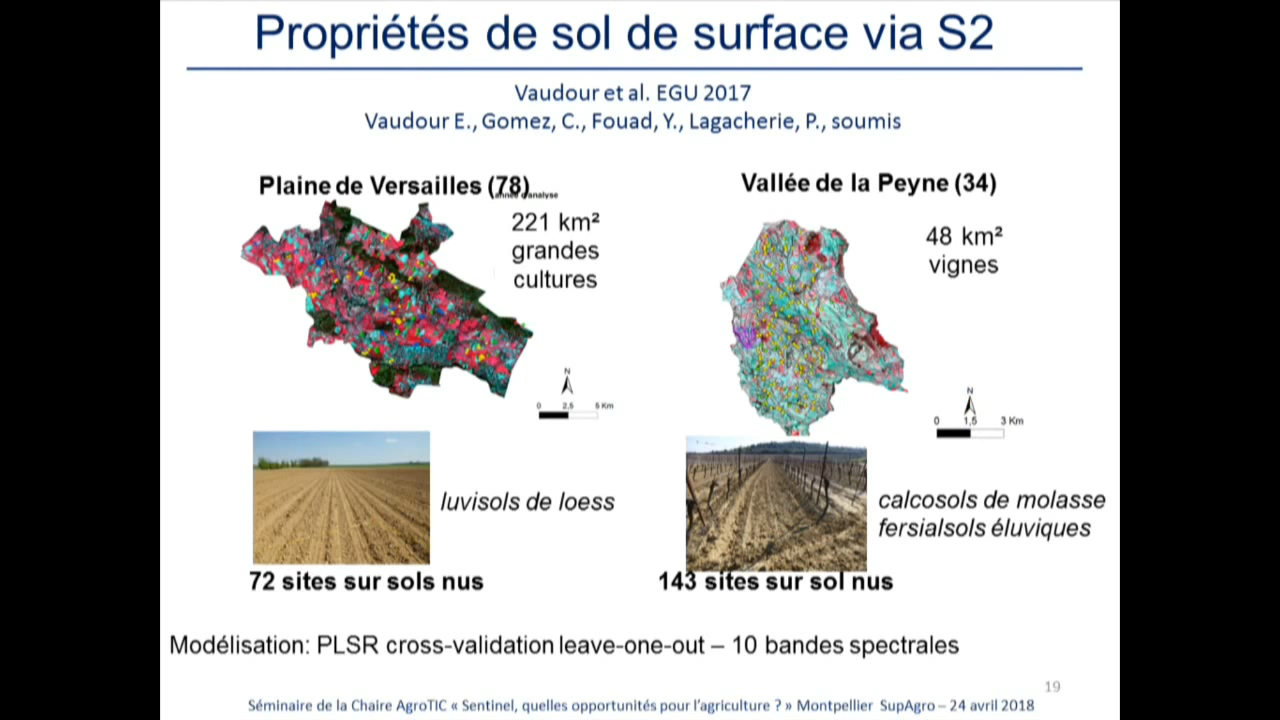 Propriétés de sol de surface via S2
Vaudour et al. EGU 2017
Vaudour E., Gomez, C., Fouad, Y., Lagacherie, P., soumis
Plaine de Versailles (78)
année d'analyse
221 km²
grandes
cultures
N
0 2,5 5 Km
luvisols de loess
72 sites sur sols nus
Vallée de la Peyne (34)
48 km²
vignes
N
0 1,5 3 Km
calcosols de molasse
fersialsols éluviques
143 sites sur sol nus
Modélisation: PLSR cross-validation leave-one-out – 10 bandes spectrales
19
Séminaire de la Chaire AgroTIC « Sentinel, quelles opportunités pour l'agriculture ? » Montpellier SupAgro – 24 avril 2018